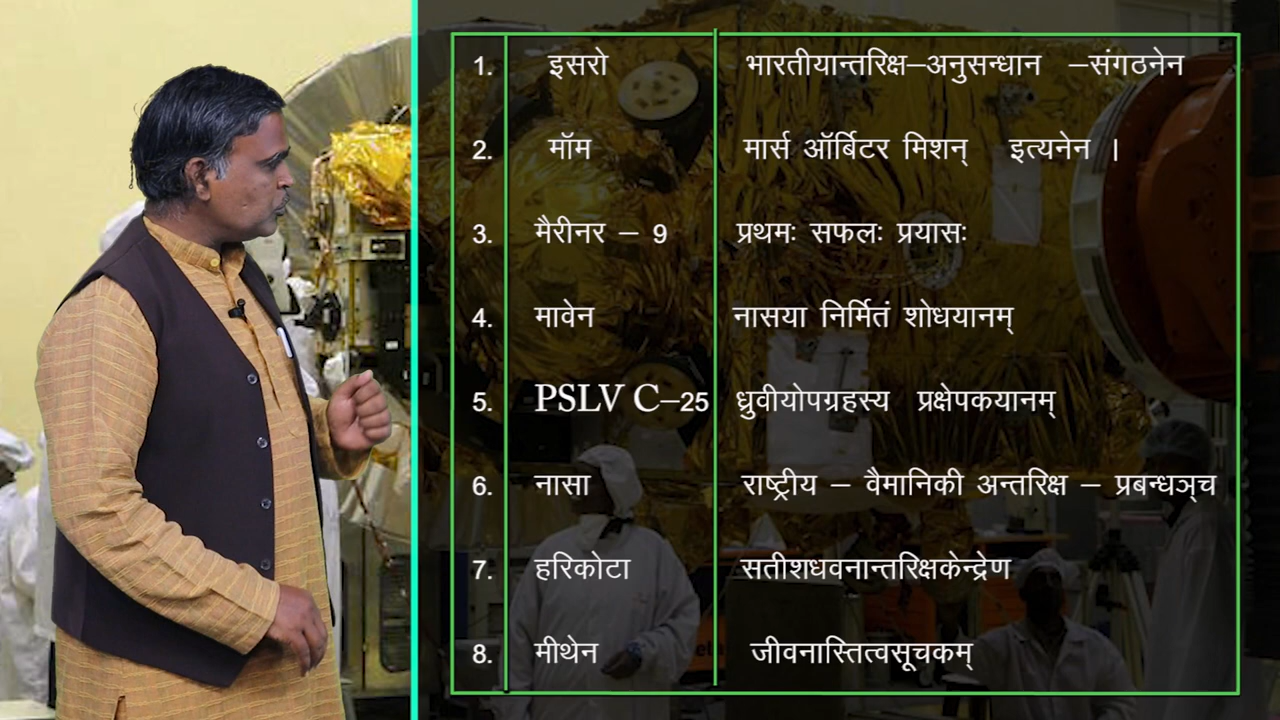 1. इसरो भारतीयान्तरिक्ष–अनुसन्धान –संगठनेन
2. मॉम मार्स ऑर्बिटर मिशन् इत्यनेन ।
3. मैरीनर – 9 प्रथमः सफलः प्रयासः
4. मावेन नासया निर्मितं शोधयानम्
5. PSLV C–25 ध्रुवीयोपग्रहस्य प्रक्षेपकयानम्
6. नासा राष्ट्रीय – वैमानिकी अन्तरिक्ष – प्रबन्धञ्च
7. हरिकोटा सतीशधवनान्तरिक्षकेन्द्रेण
8. मीथेन जीवनास्तित्वसूचकम्